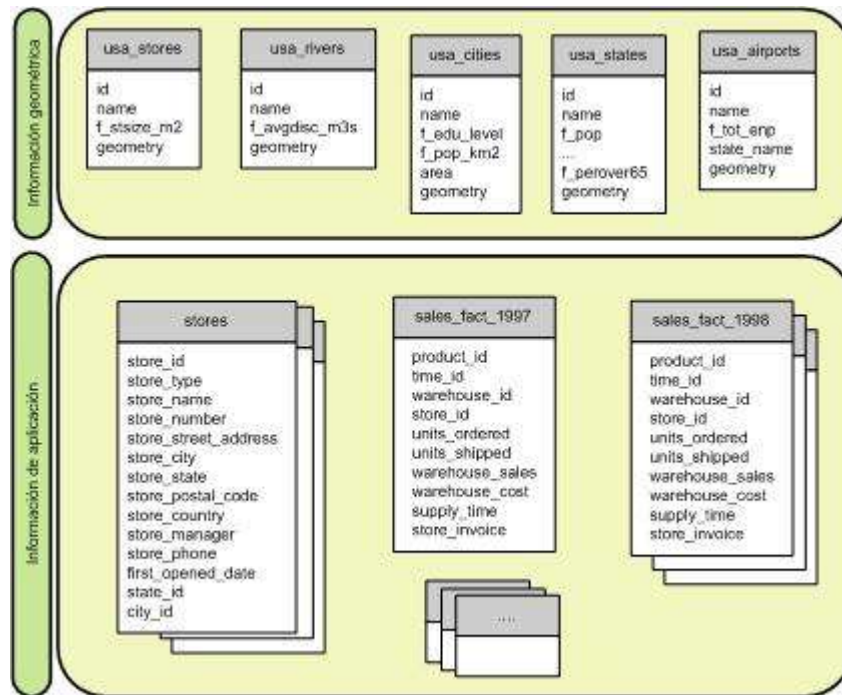 Información geométrica
usa_stores
id
name
f_stsize_m2
geometry
usa_rivers
id
name
f_avgdisc_m3s
geometry
usa_cities
id
name
f_edu_level
f_pop_km2
area
geometry
usa_states
id
name
f_pop
...
f_perover65
geometry
usa_airports
id
name
f_tot_enp
state_name
geometry
Información de aplicación
stores
store_id
store_type
store_name
store_number
store_street_address
store_city
store_state
store_postal_code
store_country
store_manager
store_phone
first_opened_date
state_id
city_id
sales_fact_1997
product_id
time_id
warehouse_id
store_id
units_ordered
units_shipped
warehouse_sales
warehouse_cost
supply_time
store_invoice
sales_fact_1998
product_id
time_id
warehouse_id
store_id
units_ordered
units_shipped
warehouse_sales
warehouse_cost
supply_time
store_invoice
....